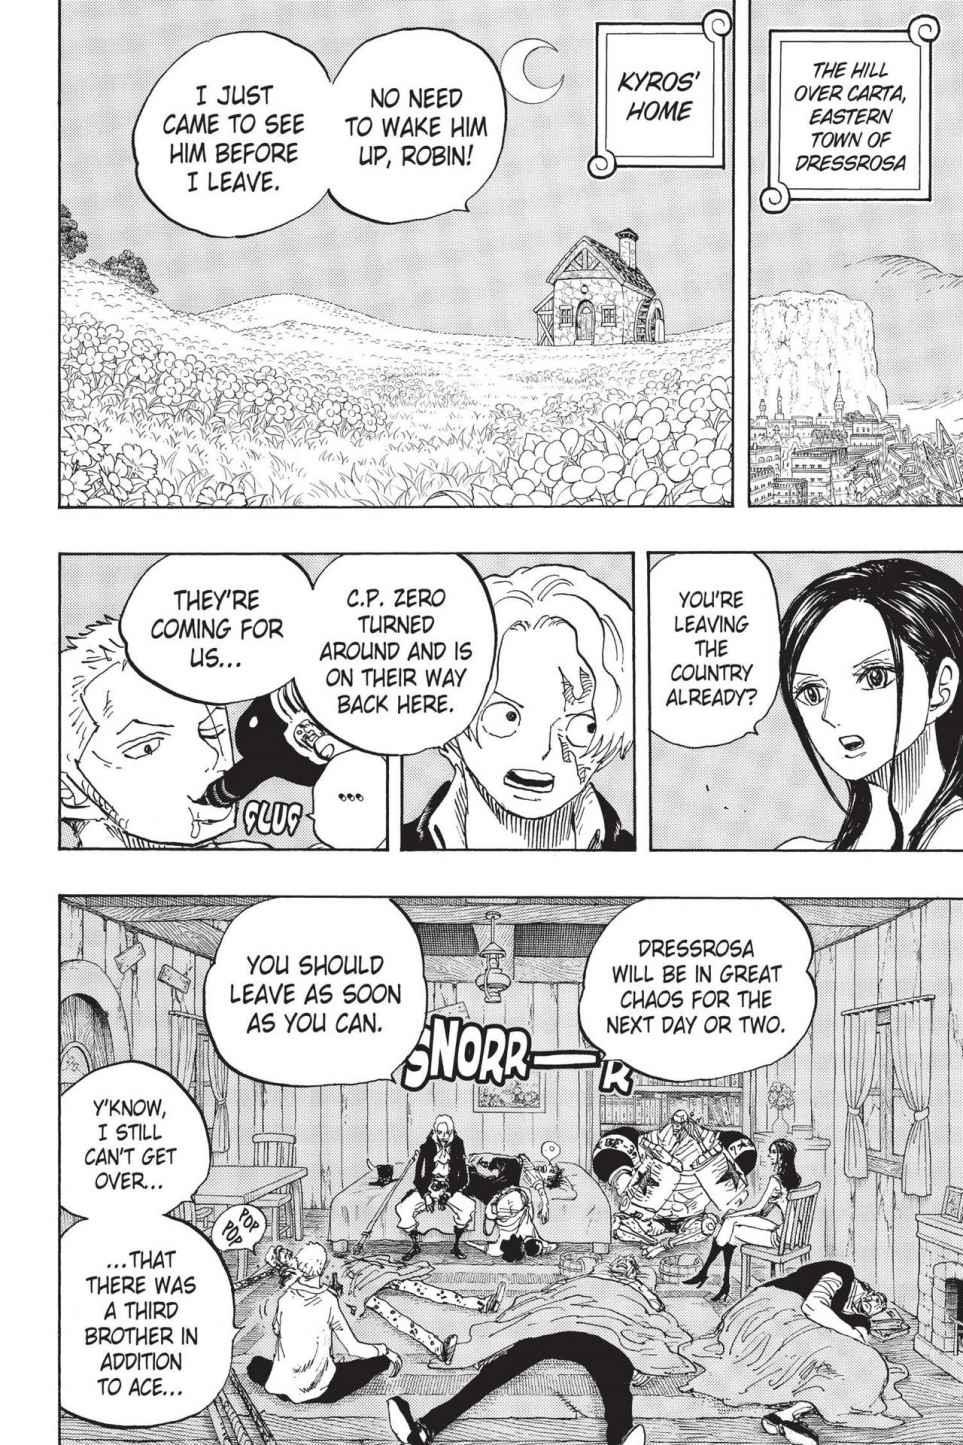 THE HILL
OVER CARTA,
EASTERN
TOWN OF
DRESSROSA
KYROS'
HOME
NO NEED
TO WAKE HIM
UP, ROBIN!
I JUST
CAME TO SEE
HIM BEFORE
I LEAVE.
YOU'RE
LEAVING
THE
COUNTRY
ALREADY?
C.P. ZERO
TURNED
AROUND AND IS
ON THEIR WAY
BACK HERE.
THEY'RE
COMING FOR
US...
...
GLUG
DRESSROSA
WILL BE IN GREAT
CHAOS FOR THE
NEXT DAY OR TWO.
YOU SHOULD
LEAVE AS SOON
AS YOU CAN.
SNORR—R
Y'KNOW,
I STILL
CAN'T GET
OVER...
POP
POP
...THAT
THERE WAS
A THIRD
BROTHER IN
ADDITION
TO ACE...